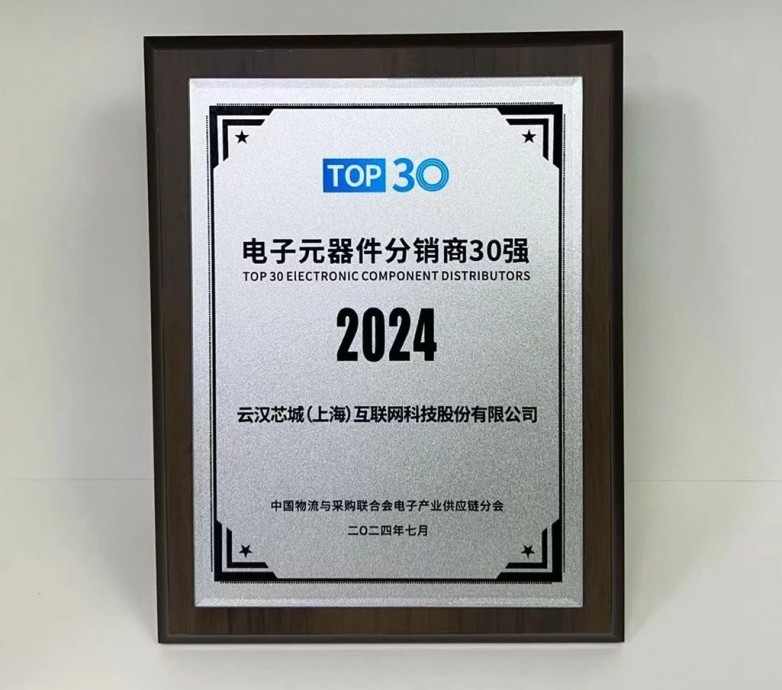 TOP 30
电子元器件分销商30强
TOP 30 ElECTRONIC COMPONENT DISTRIBUTORS
2024
云汉芯城(上海)互联网科技股份有限公司
中国物流与采购联合会电子产业供应链分会
二〇二四年七月